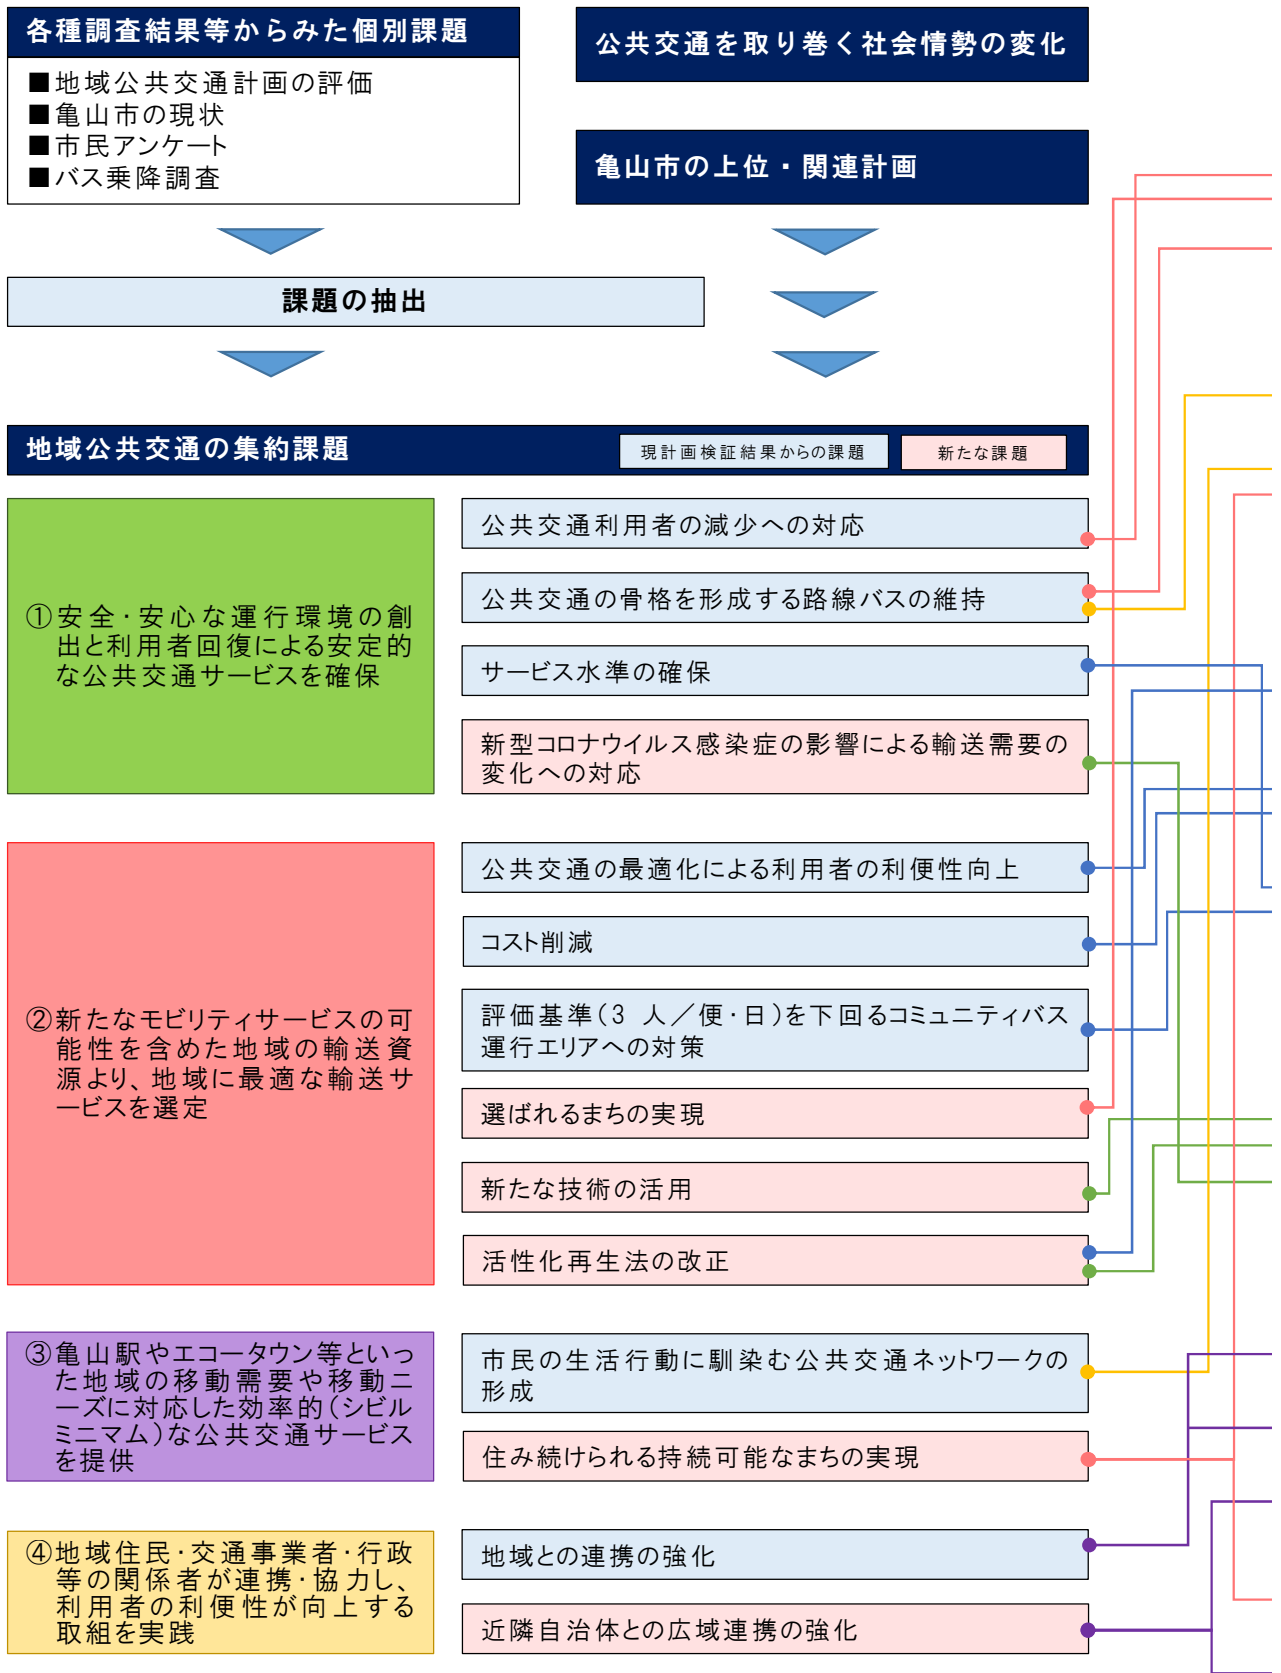 各種調査結果等からみた個別課題
■地域公共交通計画の評価
■亀山市の現状
■市民アンケート
■バス乗降調査
公共交通を取り巻く社会情勢の変化
亀山市の上位・関連計画
課題の抽出
地域公共交通の集約課題
現計画検証結果からの課題
新たな課題
①安全・安心な運行環境の創
出と利用者回復による安定的
な公共交通サービスを確保
公共交通利用者の減少への対応
公共交通の骨格を形成する路線バスの維持
サービス水準の確保
新型コロナウイルス感染症の影響による輸送需要の
変化への対応
②新たなモビリティサービスの可
能性を含めた地域の輸送資
源より、地域に最適な輸送サ
ービスを選定
公共交通の最適化による利用者の利便性向上
コスト削減
評価基準(3 人/便・日)を下回るコミュニティバス
運行エリアへの対策
選ばれるまちの実現
新たな技術の活用
活性化再生法の改正
③亀山駅やエコータウン等といっ
た地域の移動需要や移動ニ
ーズに対応した効率的(シビル
ミニマム)な公共交通サービス
を提供
市民の生活行動に馴染む公共交通ネットワークの
形成
住み続けられる持続可能なまちの実現
④地域住民・交通事業者・行政
等の関係者が連携・協力し、
利用者の利便性が向上する
取組を実践
地域との連携の強化
近隣自治体との広域連携の強化